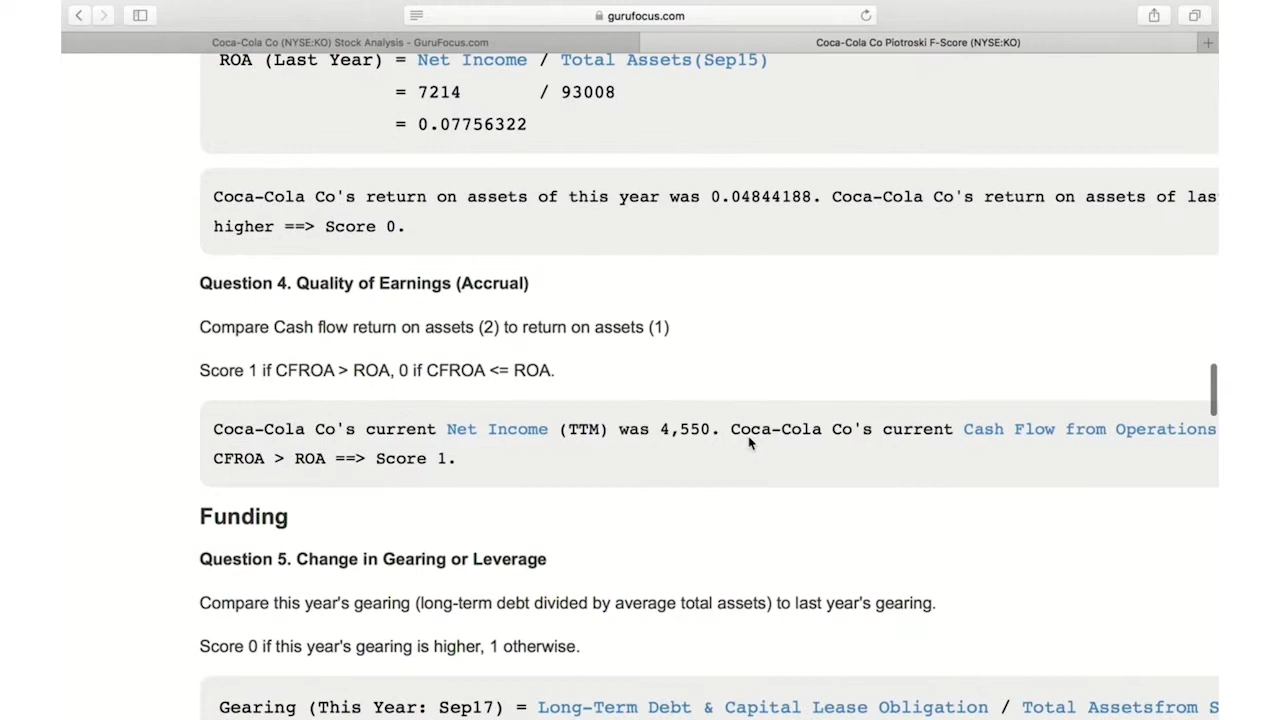 gurufocus.com
Coca-Cola Co (NYSE:KO) Stock Analysis - GuruFocus.com
Coca-Cola Co Piotroski F-Score (NYSE:KO)
ROA (Last Year) = Net Income / Total Assets(Sep15)
= 7214 / 93008
= 0.07756322
Coca-Cola Co's return on assets of this year was 0.04844188. Coca-Cola Co's return on assets of las
higher ==> Score 0.
Question 4. Quality of Earnings (Accrual)
Compare Cash flow return on assets (2) to return on assets (1)
Score 1 if CFROA > ROA, 0 if CFROA <= ROA.
Coca-Cola Co's current Net Income (TTM) was 4,550. Coca-Cola Co's current Cash Flow from Operations
CFROA > ROA ==> Score 1.
Funding
Question 5. Change in Gearing or Leverage
Compare this year's gearing (long-term debt divided by average total assets) to last year's gearing.
Score 0 if this year's gearing is higher, 1 otherwise.
Gearing (This Year: Sep17) = Long-Term Debt & Capital Lease Obligation / Total Assetsfrom S